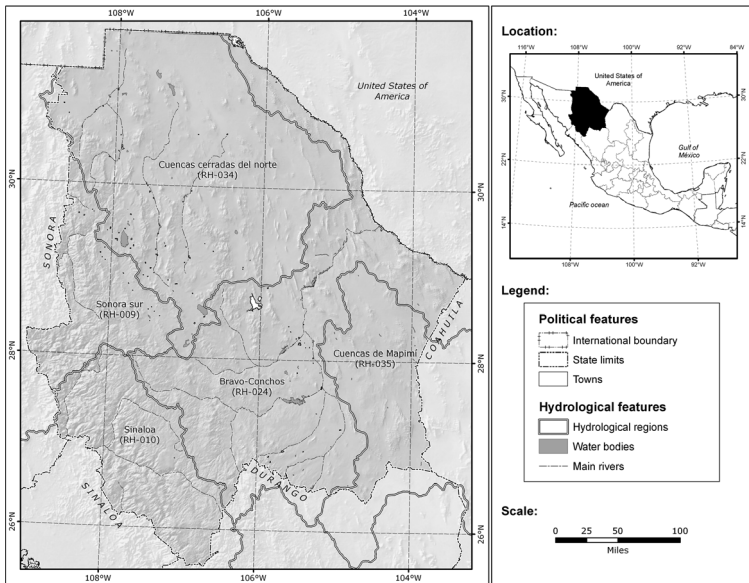 108°W
106°W
104°W
United States of
America
Cuencas cerradas del norte
(RH-034)
30°N
30°N
SONORA
Sonora sur
(RH-009)
COAHUILA
28°N
28°N
Cuencas de Mapimí
(RH-035)
Bravo-Conchos
(RH-024)
Sinaloa
(RH-010)
DURANGO
SINALOA
26°N
26°N
108°W
106°W
104°W
Location:
116°W
108°W
100°W
92°W
84°W
United States of
America
30°N
30°N
Gulf of
México
22°N
22°N
Pacific ocean
14°N
14°N
108°W
100°W
92°W
Legend:
Political features
International boundary
State limits
Towns
Hydrological features
Hydrological regions
Water bodies
Main rivers
Scale:
0 25 50 100
Miles